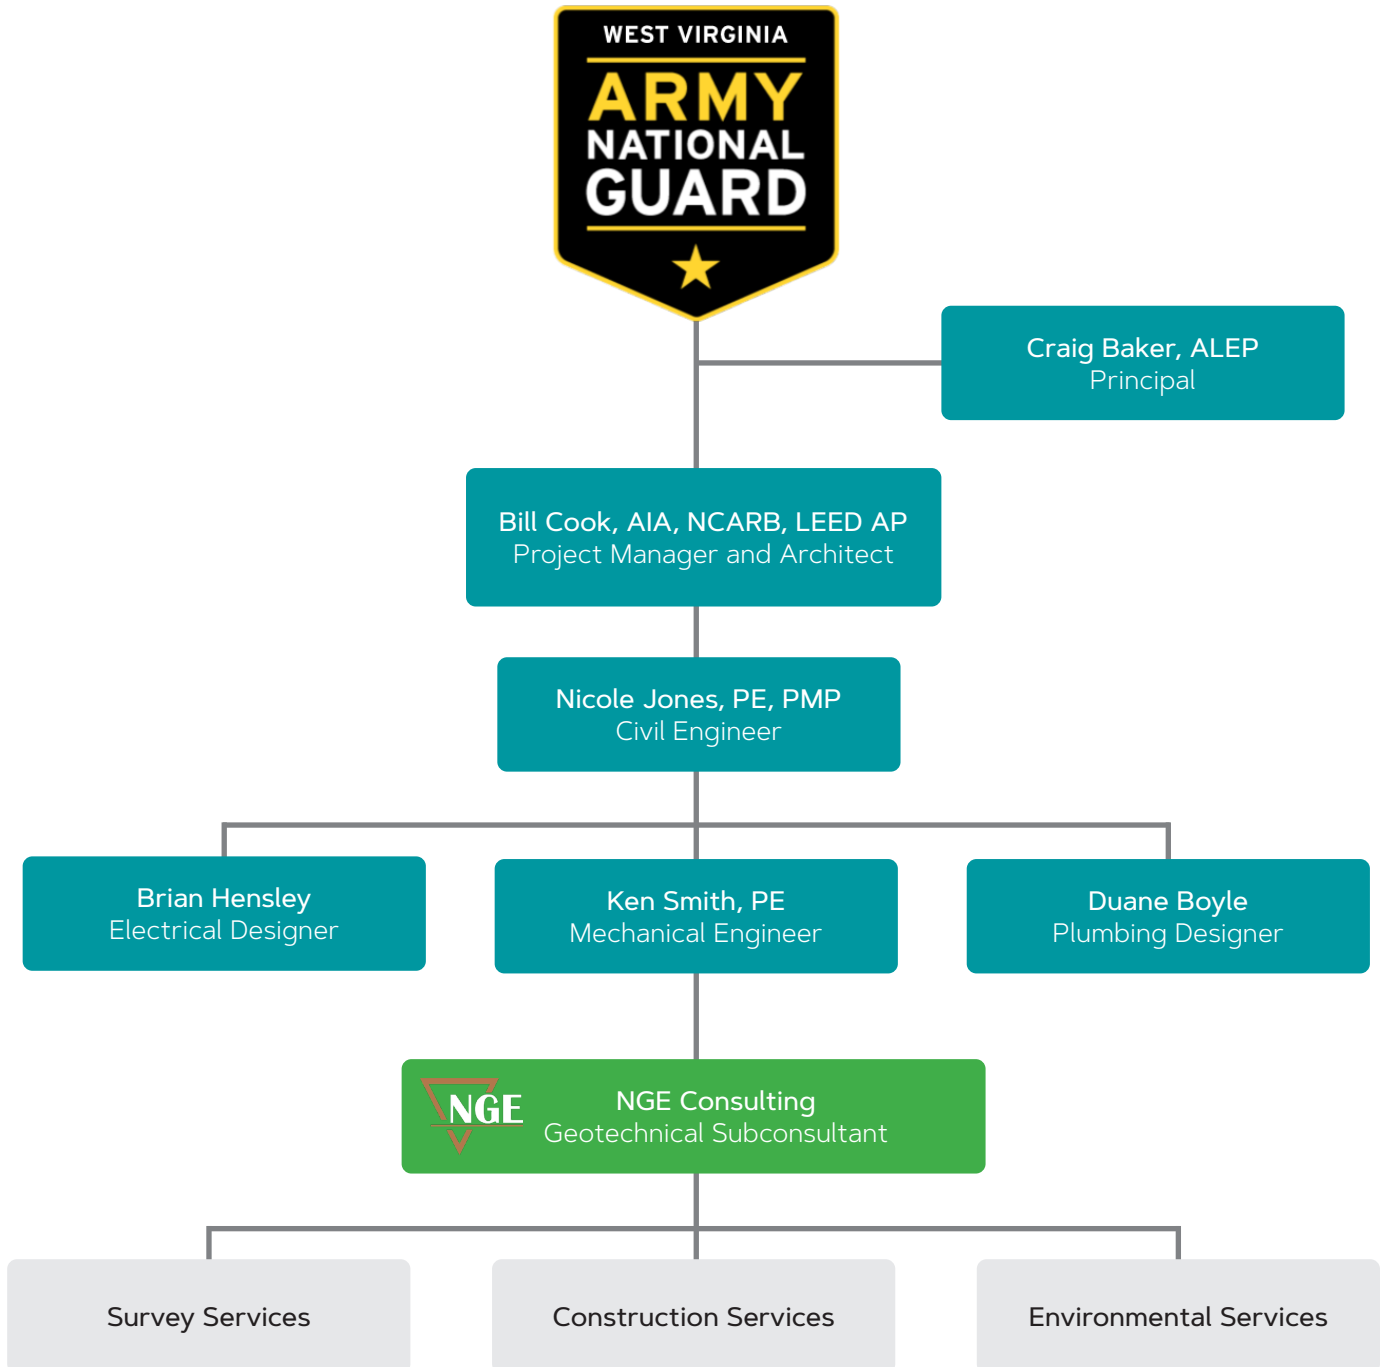 WEST VIRGINIA
ARMY
NATIONAL
GUARD
Craig Baker, ALEP
Principal
Bill Cook, AIA, NCARB, LEED AP
Project Manager and Architect
Nicole Jones, PE, PMP
Civil Engineer
Brian Hensley
Electrical Designer
Ken Smith, PE
Mechanical Engineer
Duane Boyle
Plumbing Designer
NGE
NGE Consulting
Geotechnical Subconsultant
Survey Services
Construction Services
Environmental Services